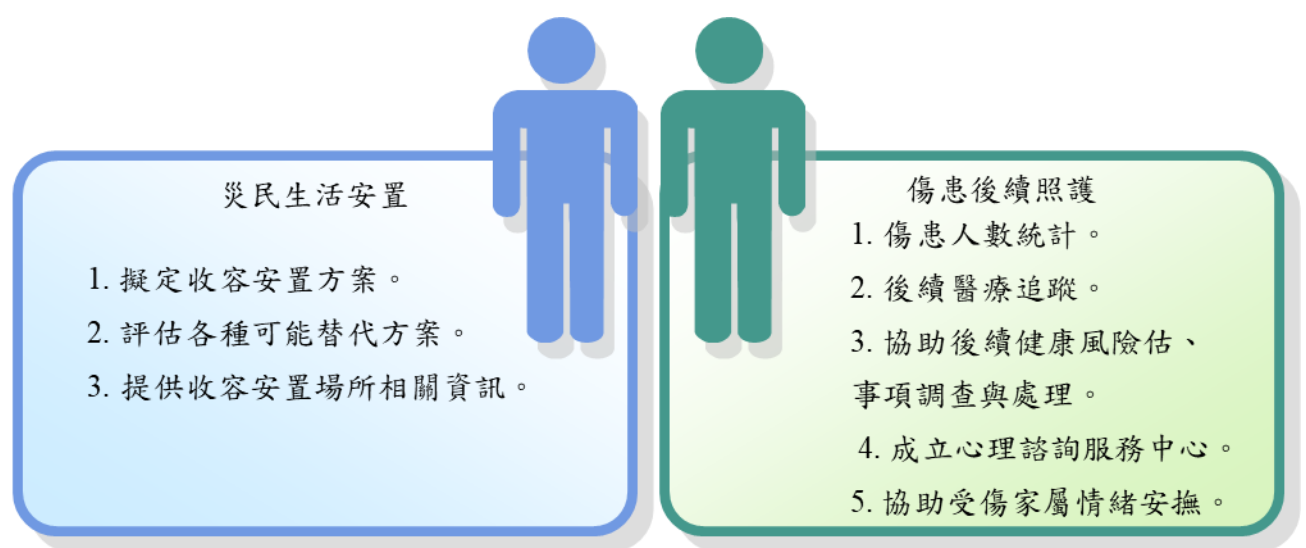 災民生活安置
1. 擬定收容安置方案。
2. 評估各種可能替代方案。
3. 提供收容安置場所相關資訊。
傷患後續照護
1. 傷患人數統計。
2. 後續醫療追蹤。
3. 協助後續健康風險估、
事項調查與處理。
4. 成立心理諮詢服務中心。
5. 協助受傷家屬情緒安撫。